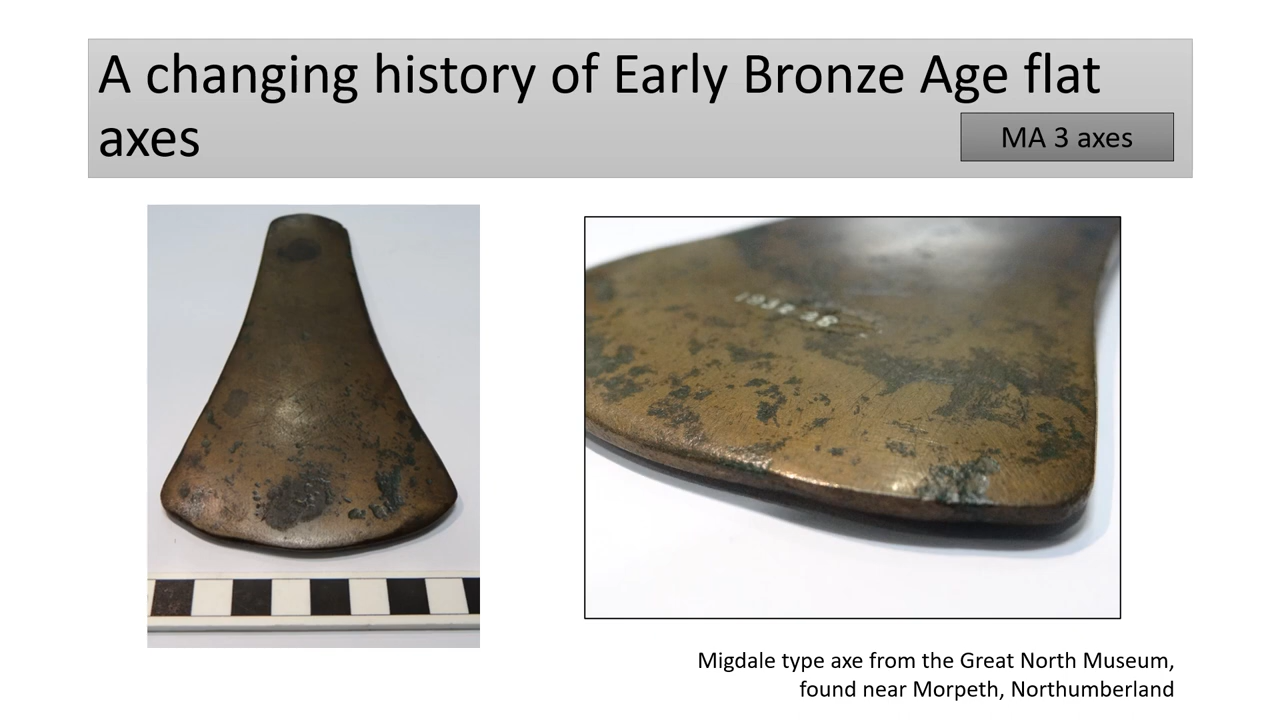 A changing history of Early Bronze Age flat
axes
MA 3 axes
Migdale type axe from the Great North Museum,
found near Morpeth, Northumberland